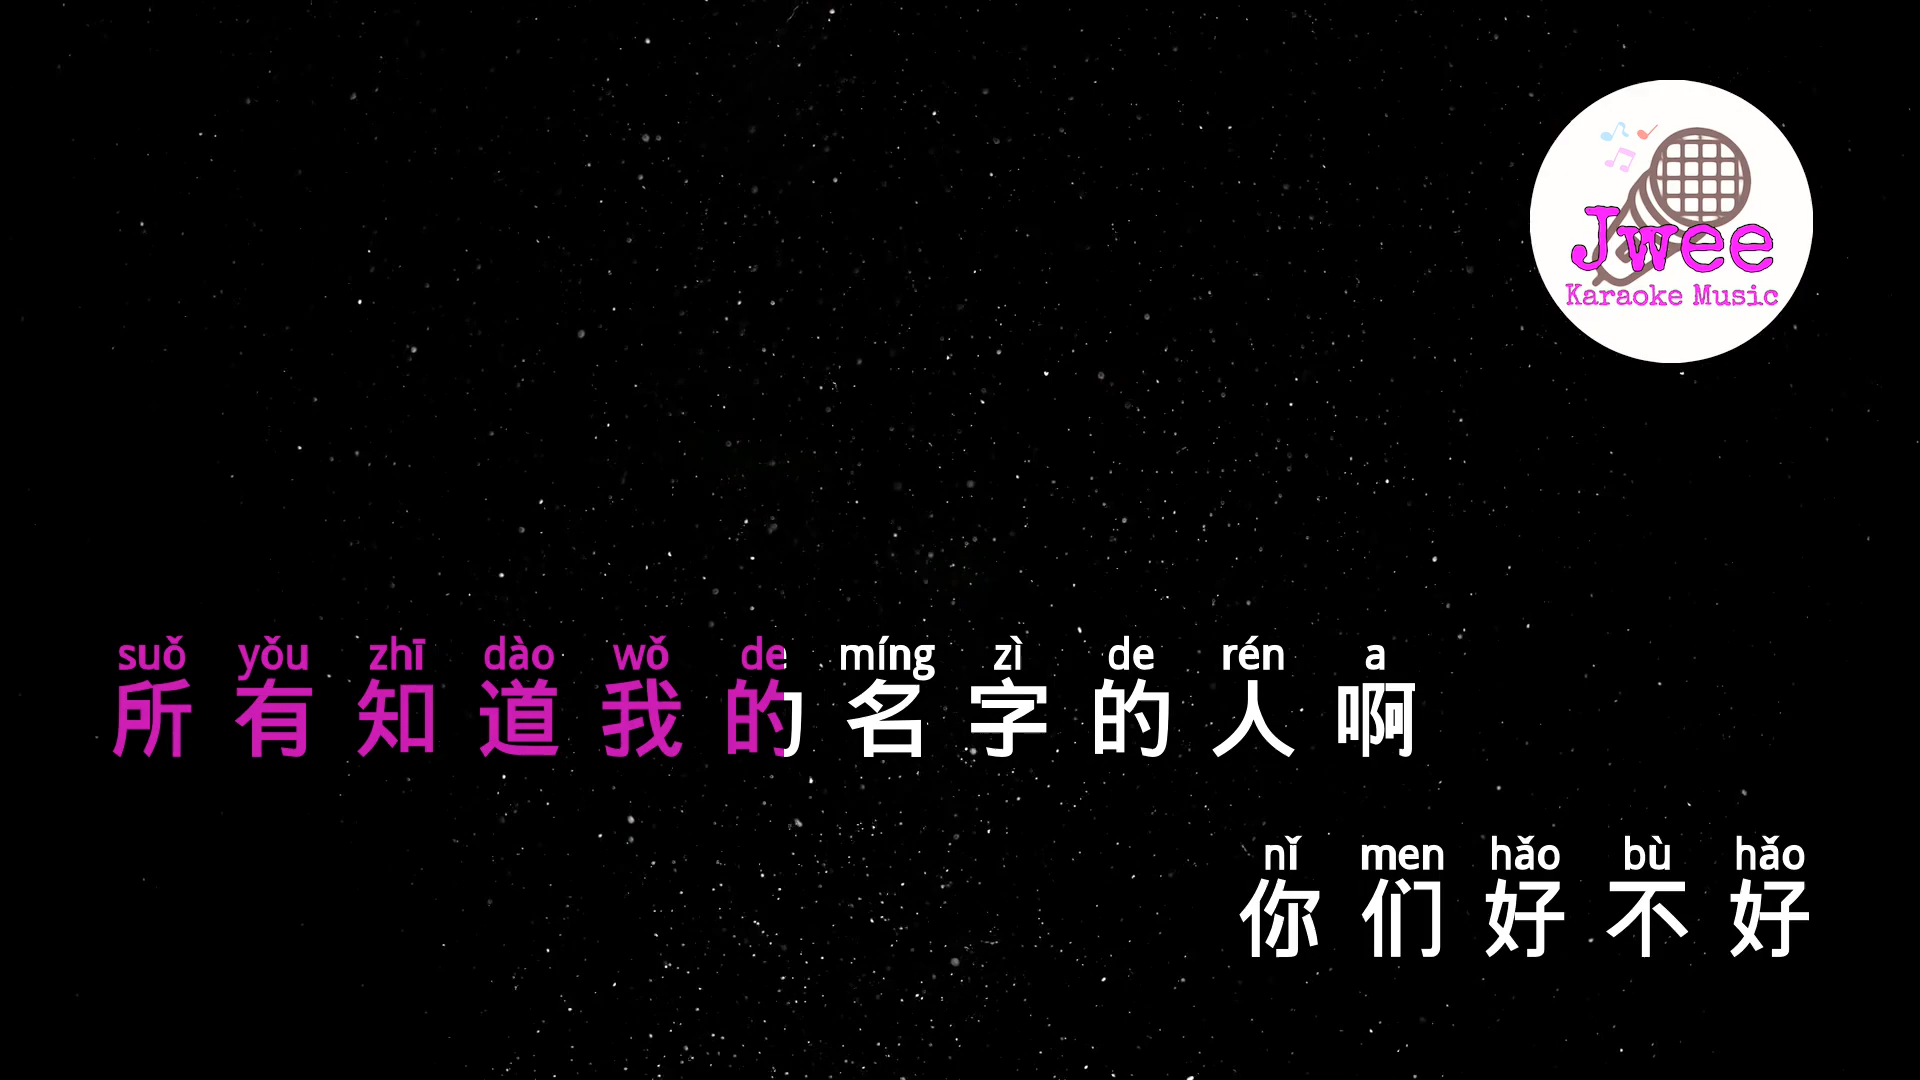 Jwee
Karaoke Music
suǒ yǒu zhī dào wǒ de míng zì de rén a
所有知道我的名字的人啊
nǐ men hǎo bù hǎo
你们好不好